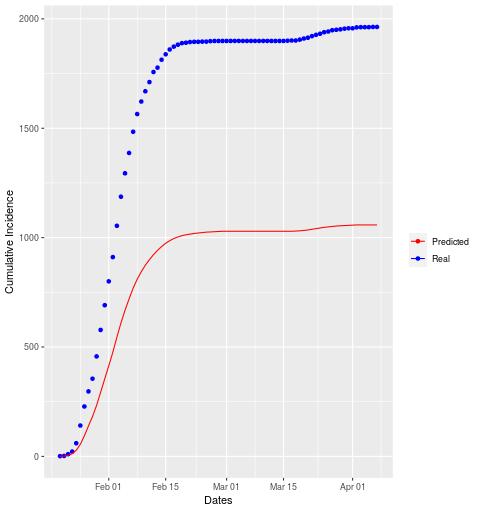 2000
1500
1000
500
0
Cumulative Incidence
Feb 01
Feb 15
Mar 01
Mar 15
Apr 01
Dates
Predicted
Real